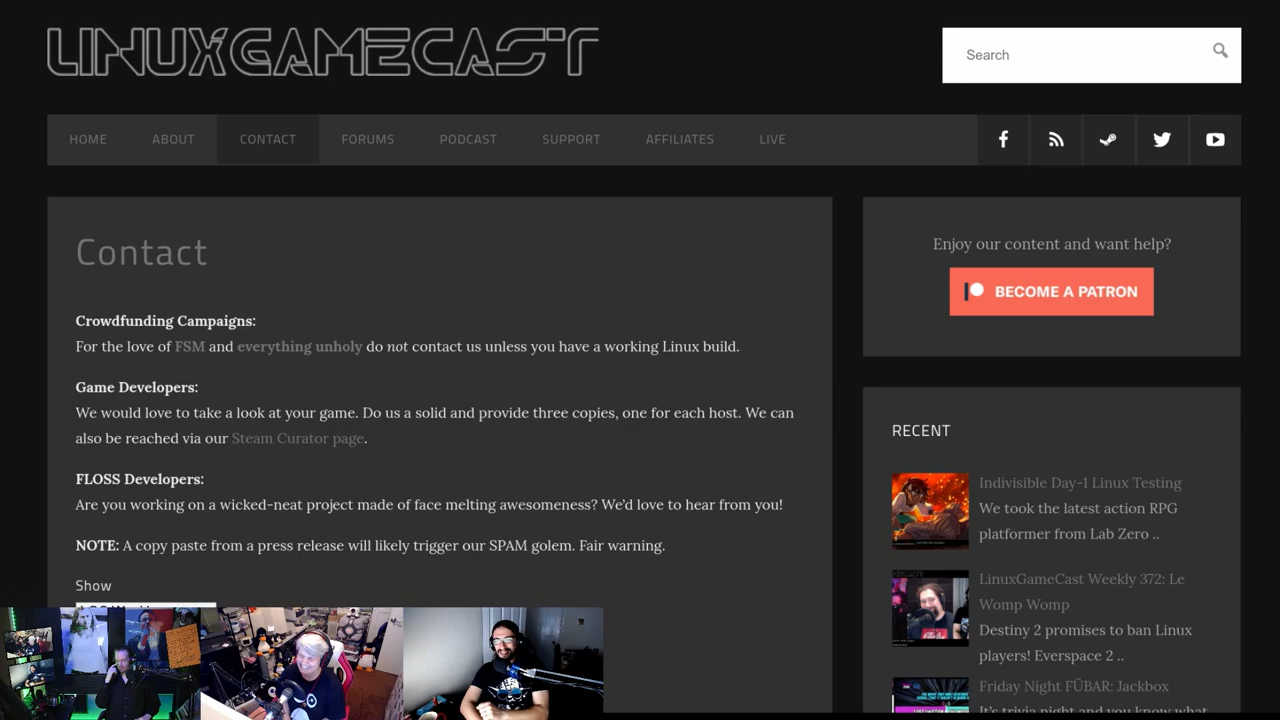 LINUXGAMECAST
Search
HOME
ABOUT
CONTACT
FORUMS
PODCAST
SUPPORT
AFFILIATES
LIVE
Contact
Crowdfunding Campaigns:
For the love of FSM and everything unholy do not contact us unless you have a working Linux build.
Game Developers:
We would love to take a look at your game. Do us a solid and provide three copies, one for each host. We can
also be reached via our Steam Curator page.
FLOSS Developers:
Are you working on a wicked-neat project made of face melting awesomeness? We'd love to hear from you!
NOTE: A copy paste from a press release will likely trigger our SPAM golem. Fair warning.
Show
Enjoy our content and want help?
BECOME A PATRON
RECENT
Indivisible Day-1 Linux Testing
We took the latest action RPG
platformer from Lab Zero ..
LinuxGameCast Weekly 372: Le
Womp Womp
Destiny 2 promises to ban Linux
players! Everspace 2 ..
Friday Night FÜBAR: Jackbox
It's trivia night and you know what